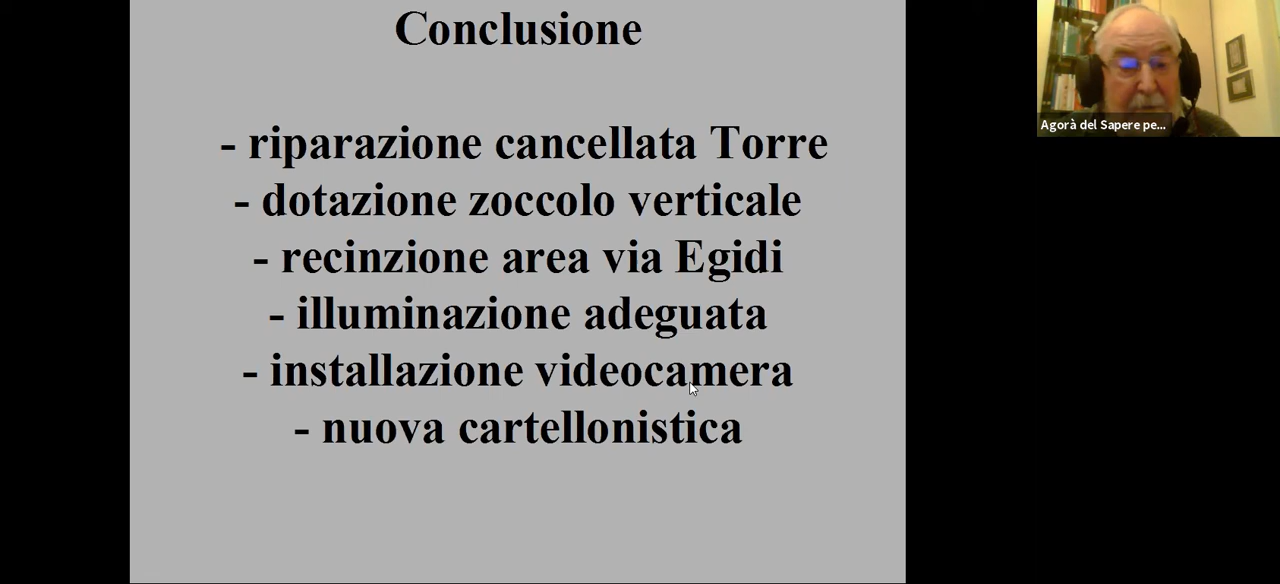 Conclusione
- riparazione cancellata Torre
- dotazione zoccolo verticale
- recinzione area via Egidi
- illuminazione adeguata
- installazione videocamera
- nuova cartellonistica
Agorà del Sapere pe...